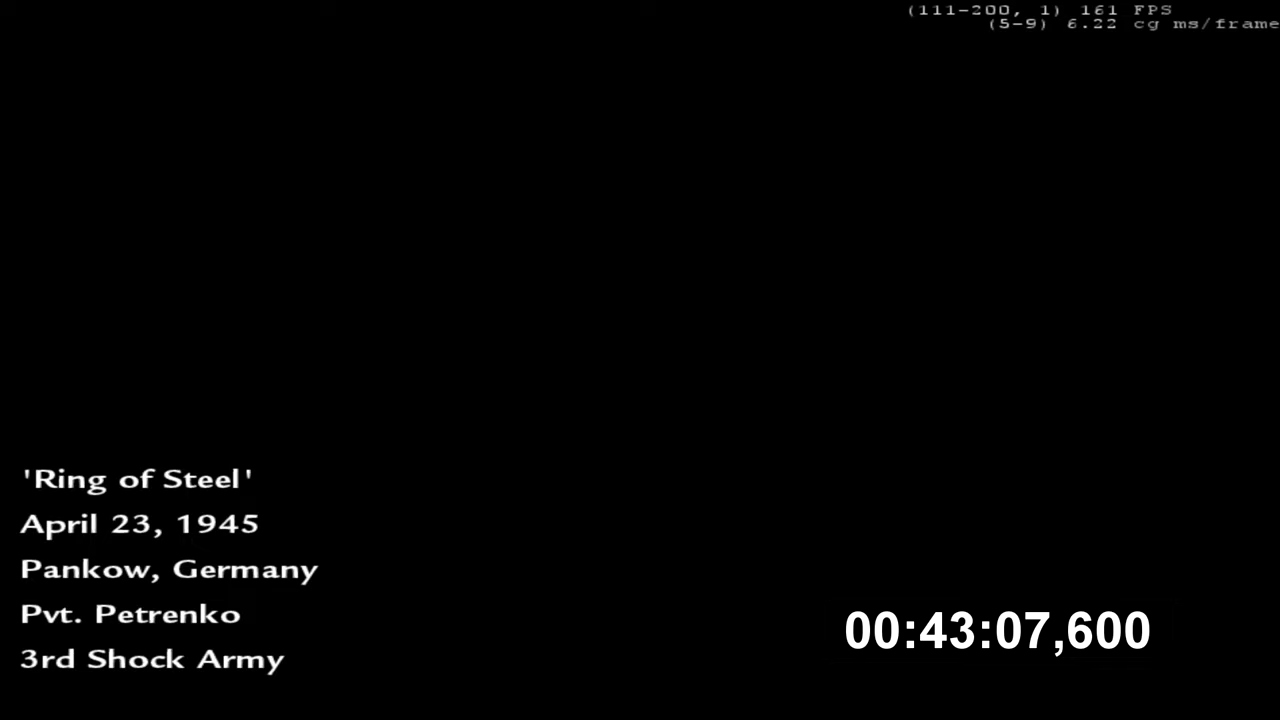 (111-200, 1) 161 FPS
(5-9) 6.22 cg ms/frame
'Ring of Steel'
April 23, 1945
Pankow, Germany
Pvt. Petrenko
3rd Shock Army
00:43:07,600